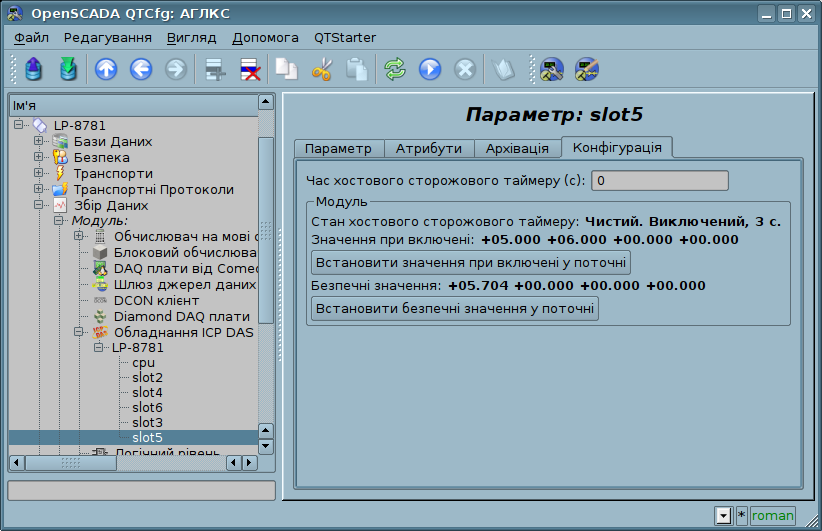 OpenSCADA QTCfg: АГЛКС
Файл Редагування Вигляд Допомога QTStarter
Ім'я
LP-8781
Бази Даних
Безпека
Транспорти
Транспортні Протоколи
Збір Даних
Модуль:
Обчислювач на мові
Блоковий обчислюва
DAQ плати від Comed
Шлюз джерел даних
DCON клієнт
Diamond DAQ плати
Обладнання ICP DAS
LP-8781
cpu
slot2
slot4
slot6
slot3
slot5
Логічний рівень
Параметр: slot5
Параметр Атрибути Архівація Конфігурація
Час хостового сторожового таймеру (с): 0
Модуль
Стан хостового сторожового таймеру: Чистий. Виключений, 3 с.
Значення при включені: +05.000 +06.000 +00.000 +00.000
Встановити значення при включені у поточні
Безпечні значення: +05.704 +00.000 +00.000 +00.000
Встановити безпечні значення у поточні
* roman